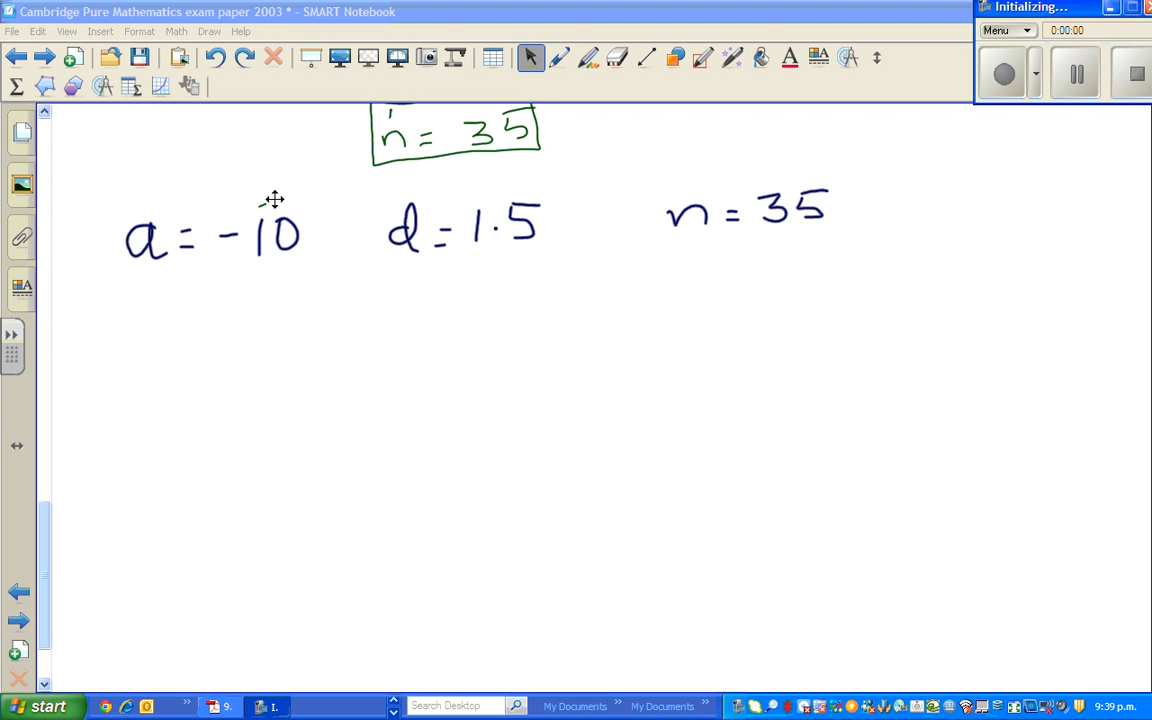 Cambridge Pure Mathematics exam paper 2003 * - SMART Notebook
Initializing...
File Edit View Insert Format Math Draw Help
Menu 0:00:00
n = 35
a = -10 d = 1.5 n = 35
start 9. I. Search Desktop My Documents » My Documents » 9:39 p.m.